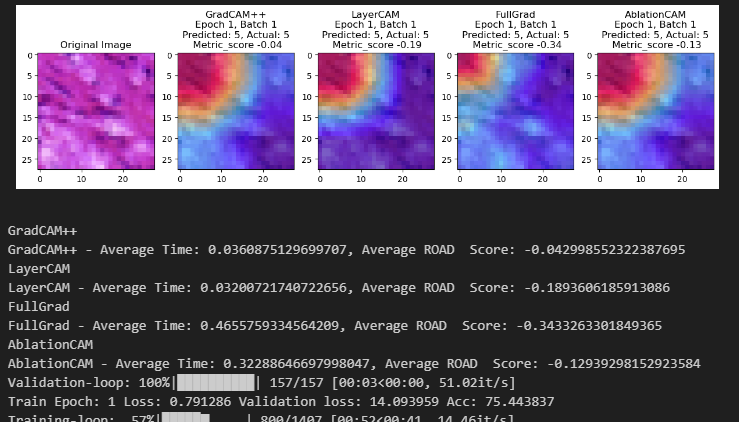 GradCAM++ LayerCAM FullGrad AblationCAM
Epoch 1, Batch 1 Epoch 1, Batch 1 Epoch 1, Batch 1 Epoch 1, Batch 1
Original Image Predicted: 5, Actual: 5 Predicted: 5, Actual: 5 Predicted: 5, Actual: 5 Predicted: 5, Actual: 5
Metric_score -0.04 Metric_score -0.19 Metric_score -0.34 Metric_score -0.13
0 0 0 0 0
5 5 5 5 5
10 10 10 10 10
15 15 15 15 15
20 20 20 20 20
25 25 25 25 25
0 10 20 0 10 20 0 10 20 0 10 20 0 10 20
GradCAM++
GradCAM++ - Average Time: 0.0360875129699707, Average ROAD  Score: -0.042998552322387695
LayerCAM
LayerCAM - Average Time: 0.03200721740722656, Average ROAD  Score: -0.1893606185913086
FullGrad
FullGrad - Average Time: 0.4655759334564209, Average ROAD  Score: -0.3433263301849365
AblationCAM
AblationCAM - Average Time: 0.32288646697998047, Average ROAD  Score: -0.12939298152923584
Validation-loop: 100%|██████████| 157/157 [00:03<00:00, 51.02it/s]
Train Epoch: 1 Loss: 0.791286 Validation loss: 14.093959 Acc: 75.443837
Training-loop: 57%|█████▋    | 800/1407 [00:52<00:41, 14.46it/s]